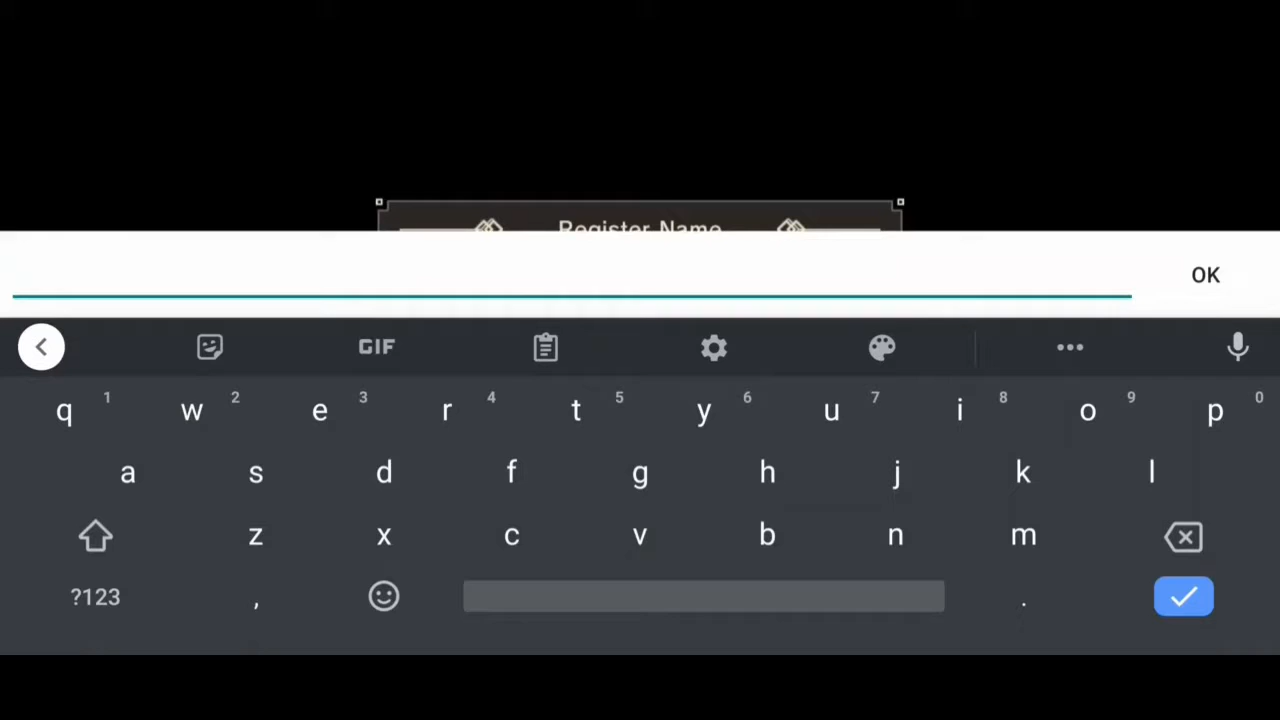 Register Name
OK
GIF
q 1 w 2 e 3 r 4 t 5 y 6 u 7 i 8 o 9 p 0
a s d f g h j k l
z x c v b n m
?123 , .